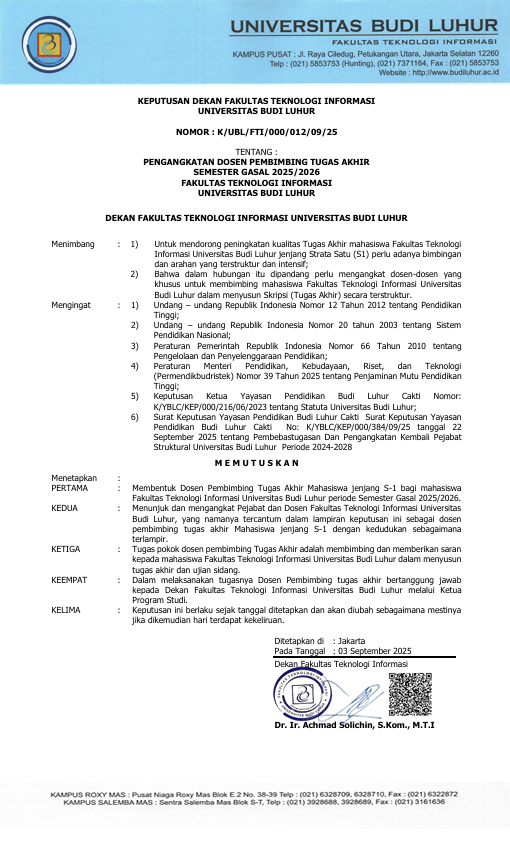 UNIVERSITAS BUDI LUHUR
FAKULTAS TEKNOLOGI INFORMASI
KAMPUS PUSAT : Jl. Raya Ciledug, Petukangan Utara, Jakarta Selatan 12260
Telp : (021) 5853753 (Hunting), (021) 7371164, Fax : (021) 5853753
Website : http://www.budiluhur.ac.id
KEPUTUSAN DEKAN FAKULTAS TEKNOLOGI INFORMASI
UNIVERSITAS BUDI LUHUR
NOMOR : K/UBL/FTI/000/012/09/25
TENTANG :
PENGANGKATAN DOSEN PEMBIMBING TUGAS AKHIR
SEMESTER GASAL 2025/2026
FAKULTAS TEKNOLOGI INFORMASI
UNIVERSITAS BUDI LUHUR
DEKAN FAKULTAS TEKNOLOGI INFORMASI UNIVERSITAS BUDI LUHUR
Menimbang : 1) Untuk mendorong peningkatan kualitas Tugas Akhir mahasiswa Fakultas Teknologi
Informasi Universitas Budi Luhur jenjang Strata Satu (S1) perlu adanya bimbingan
dan arahan yang terstruktur dan intensif;
2) Bahwa dalam hubungan itu dipandang perlu mengangkat dosen-dosen yang
khusus untuk membimbing mahasiswa Fakultas Teknologi Informasi Universitas
Budi Luhur dalam menyusun Skripsi (Tugas Akhir) secara terstruktur.
Mengingat : 1) Undang – undang Republik Indonesia Nomor 12 Tahun 2012 tentang Pendidikan
Tinggi;
2) Undang – undang Republik Indonesia Nomor 20 tahun 2003 tentang Sistem
Pendidikan Nasional;
3) Peraturan Pemerintah Republik Indonesia Nomor 66 Tahun 2010 tentang
Pengelolaan dan Penyelenggaraan Pendidikan;
4) Peraturan Menteri Pendidikan, Kebudayaan, Riset, dan Teknologi
(Permendikbudristek) Nomor 39 Tahun 2025 tentang Penjaminan Mutu Pendidikan
Tinggi;
5) Keputusan Ketua Yayasan Pendidikan Budi Luhur Cakti Nomor:
K/YBLC/KEP/000/216/06/2023 tentang Statuta Universitas Budi Luhur;
6) Surat Keputusan Yayasan Pendidikan Budi Luhur Cakti Surat Keputusan Yayasan
Pendidikan Budi Luhur Cakti No: K/YBLC/KEP/000/384/09/25 tanggal 22
September 2025 tentang Pembebastugasan Dan Pengangkatan Kembali Pejabat
Struktural Universitas Budi Luhur Periode 2024-2028
M E M U T U S K A N
Menetapkan :
PERTAMA : Membentuk Dosen Pembimbing Tugas Akhir Mahasiswa jenjang S-1 bagi mahasiswa
Fakultas Teknologi Informasi Universitas Budi Luhur periode Semester Gasal 2025/2026.
KEDUA : Menunjuk dan mengangkat Pejabat dan Dosen Fakultas Teknologi Informasi Universitas
Budi Luhur, yang namanya tercantum dalam lampiran keputusan ini sebagai dosen
pembimbing tugas akhir Mahasiswa jenjang S-1 dengan kedudukan sebagaimana
terlampir.
KETIGA : Tugas pokok dosen pembimbing Tugas Akhir adalah membimbing dan memberikan saran
kepada mahasiswa Fakultas Teknologi Informasi Universitas Budi Luhur dalam menyusun
tugas akhir dan ujian sidang.
KEEMPAT : Dalam melaksanakan tugasnya Dosen Pembimbing tugas akhir bertanggung jawab
kepada Dekan Fakultas Teknologi Informasi Universitas Budi Luhur melalui Ketua
Program Studi.
KELIMA : Keputusan ini berlaku sejak tanggal ditetapkan dan akan diubah sebagaimana mestinya
jika dikemudian hari terdapat kekeliruan.
Ditetapkan di : Jakarta
Pada Tanggal : 03 September 2025
Dekan Fakultas Teknologi Informasi
FAKULTAS TEKNOLOGI INFORMASI
UNIVERSITAS BUDI LUHUR
Dr. Ir. Achmad Solichin, S.Kom., M.T.I
KAMPUS ROXY MAS : Pusat Niaga Roxy Mas Blok E.2 No. 38-39 Telp : (021) 6328709, 6328710, Fax : (021) 6322872
KAMPUS SALEMBA MAS : Sentra Salemba Mas Blok S-T, Telp : (021) 3928688, 3928689, Fax : (021) 3161636